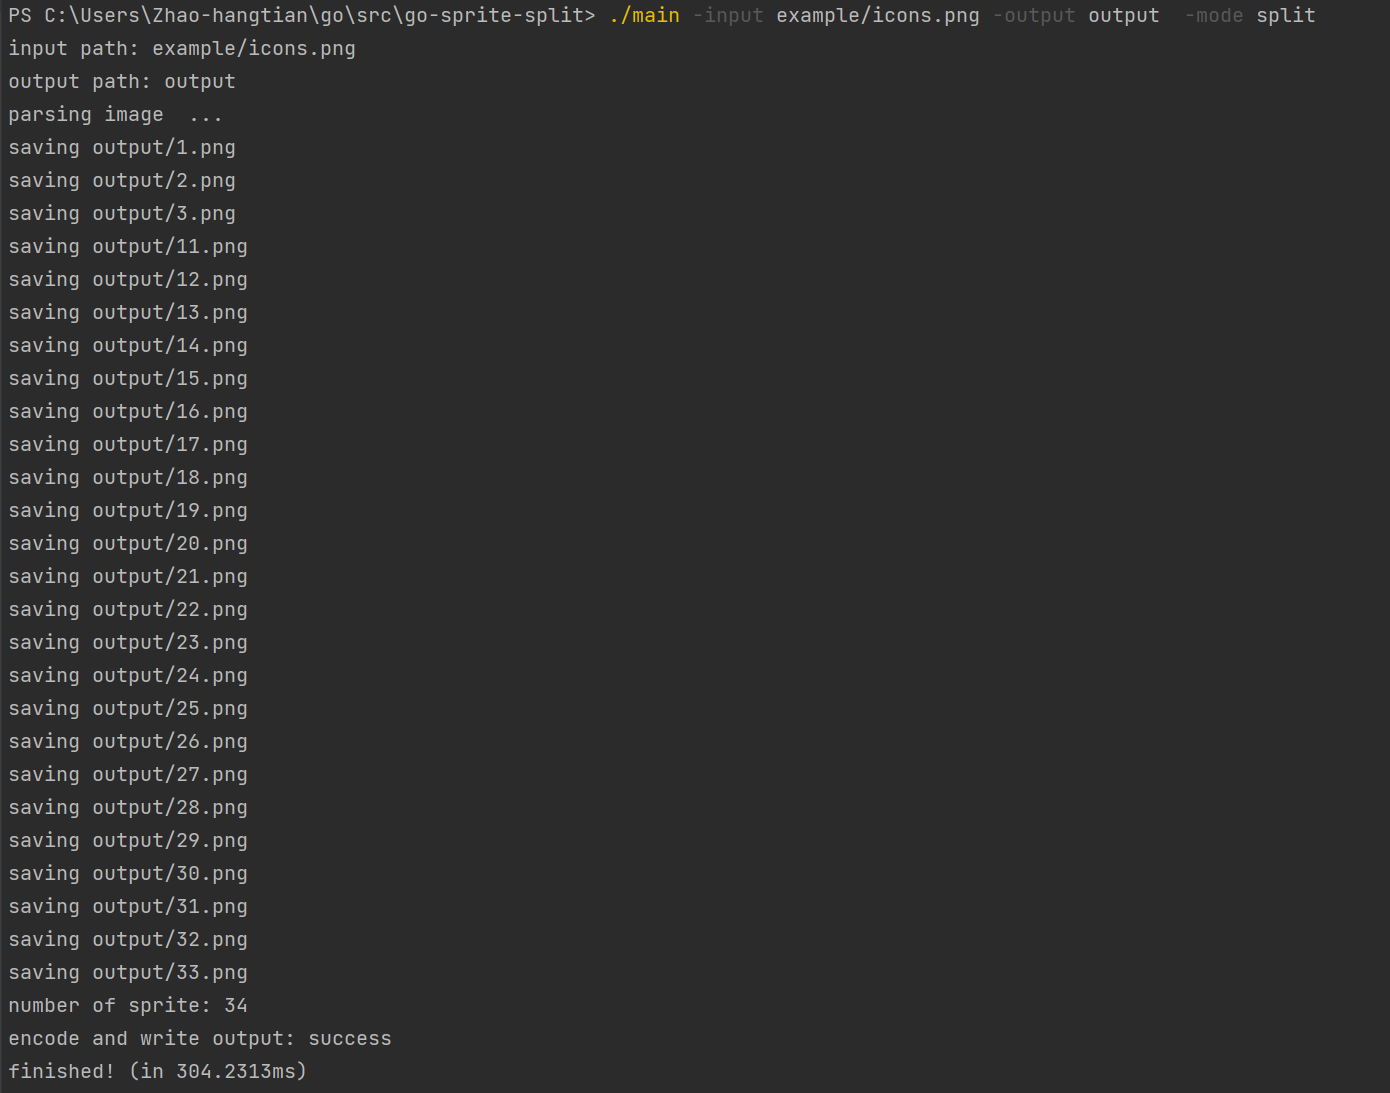 PS C:\Users\Zhao-hangtian\go\src\go-sprite-split> ./main -input example/icons.png -output output  -mode split
input path: example/icons.png
output path: output
parsing image  ...
saving output/1.png
saving output/2.png
saving output/3.png
saving output/11.png
saving output/12.png
saving output/13.png
saving output/14.png
saving output/15.png
saving output/16.png
saving output/17.png
saving output/18.png
saving output/19.png
saving output/20.png
saving output/21.png
saving output/22.png
saving output/23.png
saving output/24.png
saving output/25.png
saving output/26.png
saving output/27.png
saving output/28.png
saving output/29.png
saving output/30.png
saving output/31.png
saving output/32.png
saving output/33.png
number of sprite: 34
encode and write output: success
finished! (in 304.2313ms)